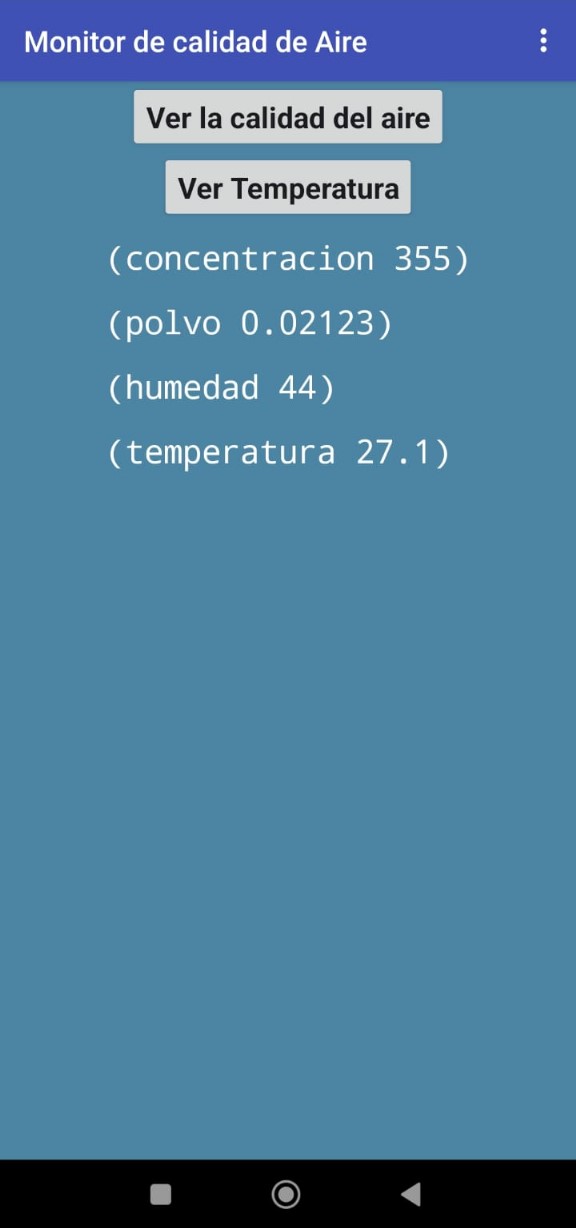 Monitor de calidad de Aire
Ver la calidad del aire
Ver Temperatura
(concentracion 355)
(polvo 0.02123)
(humedad 44)
(temperatura 27.1)